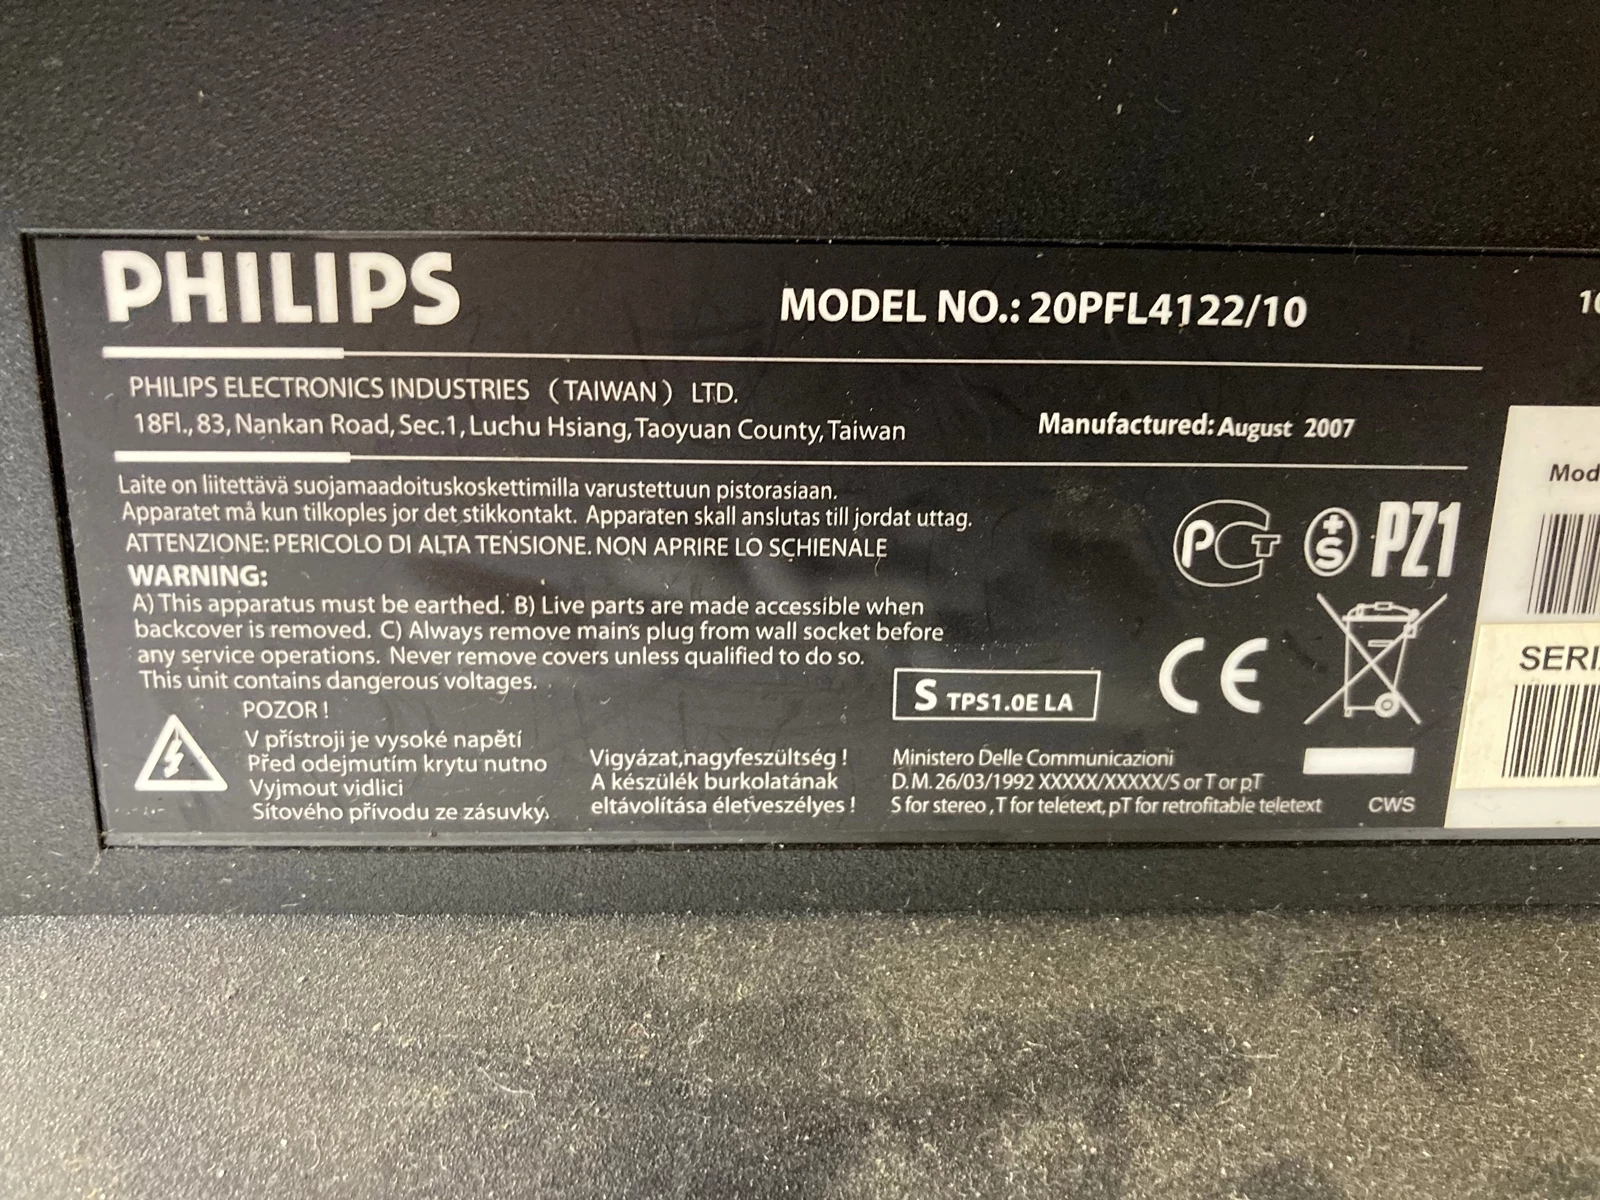 PHILIPS
MODEL NO.: 20PFL4122/10
PHILIPS ELECTRONICS INDUSTRIES (TAIWAN) LTD.
18Fl., 83, Nankan Road, Sec.1, Luchu Hsiang, Taoyuan County, Taiwan
Manufactured: August 2007
Laite on liitettävä suojamaadoituskoskettimilla varustettuun pistorasiaan.
Apparatet må kun tilkoples jor det stikkontakt. Apparaten skall anslutas till jordat uttag.
ATTENZIONE: PERICOLO DI ALTA TENSIONE. NON APRIRE LO SCHIENALE
WARNING:
A) This apparatus must be earthed. B) Live parts are made accessible when
backcover is removed. C) Always remove main's plug from wall socket before
any service operations. Never remove covers unless qualified to do so.
This unit contains dangerous voltages.
PCT +S PZ1
CE
S TPS1.0E LA
POZOR !
V přístroji je vysoké napětí
Před odejmutím krytu nutno
Vyjmout vidlici
Sítového přívodu ze zásuvky.
Vigyázat,nagyfeszültség !
A készülék burkolatának
eltávolítása életveszélyes !
Ministero Delle Communicazioni
D.M. 26/03/1992 XXXXX/XXXXX/S or T or pT
S for stereo ,T for teletext, pT for retrofitable teletext
CWS
Mod
SERI